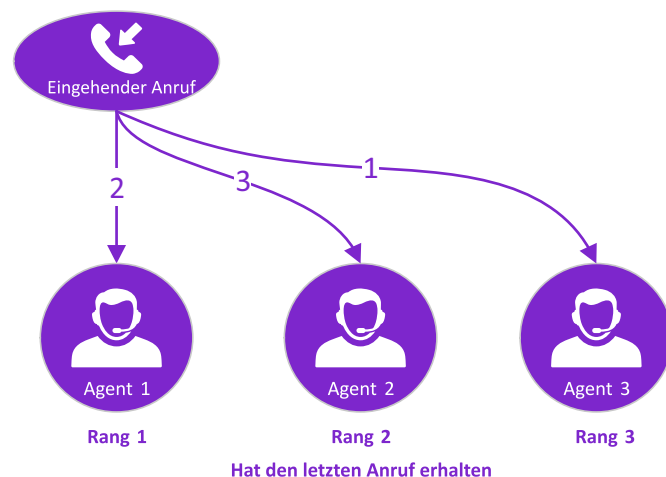 Eingehender Anruf
2
3
1
Agent 1
Agent 2
Agent 3
Rang 1
Rang 2
Rang 3
Hat den letzten Anruf erhalten